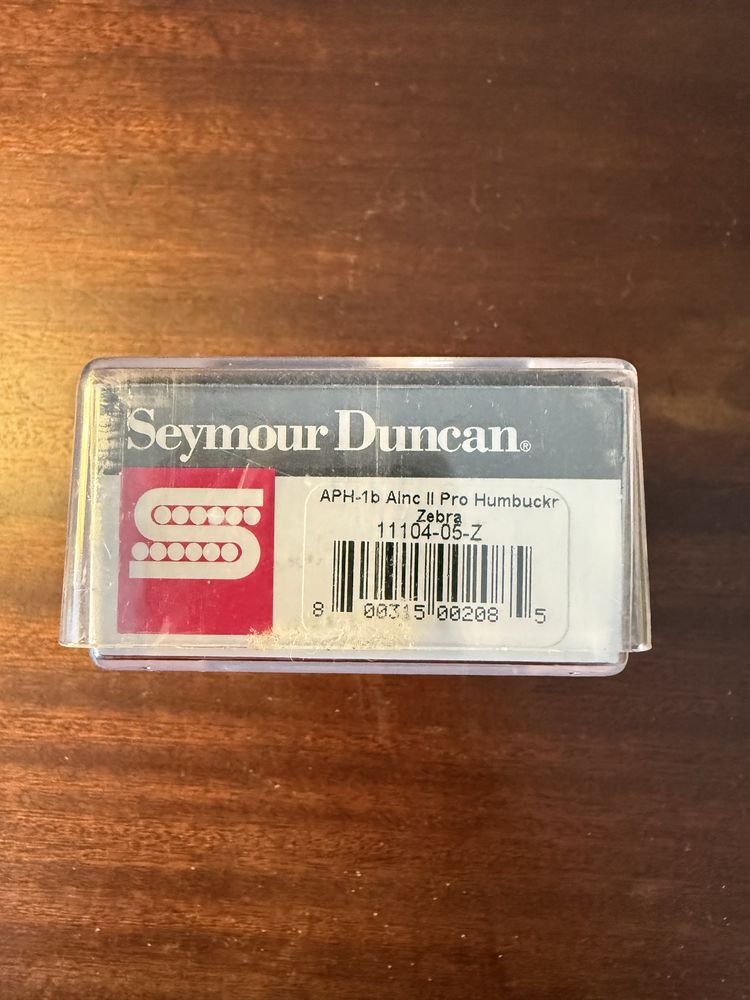 Seymour Duncan®
APH-1b Alnc II Pro Humbuckr
Zebra
11104-05-Z
8 00315 00208 5